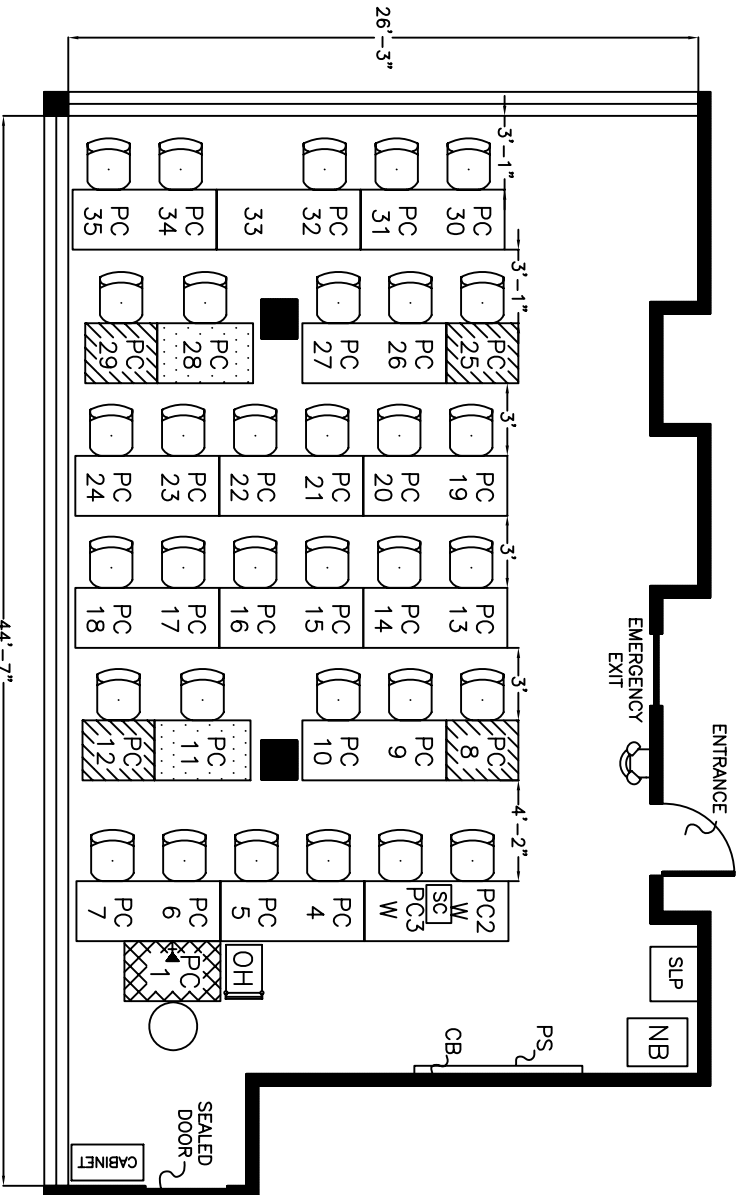 26'-3"
44'-7"
3'-1"
3'-1"
3'
3'
3'
4'-2"
PC
30
PC
31
PC
32
33
PC
34
PC
35
PC
25
PC
26
PC
27
PC
28
PC
29
PC
19
PC
20
PC
21
PC
22
PC
23
PC
24
PC
13
PC
14
PC
15
PC
16
PC
17
PC
18
PC
8
PC
9
PC
10
PC
11
PC
12
PC2
W
SC
PC3
W
PC
4
PC
5
PC
6
PC
7
PC
1
OH
EMERGENCY
EXIT
ENTRANCE
SLP
NB
PS
CB
SEALED
DOOR
CABINET